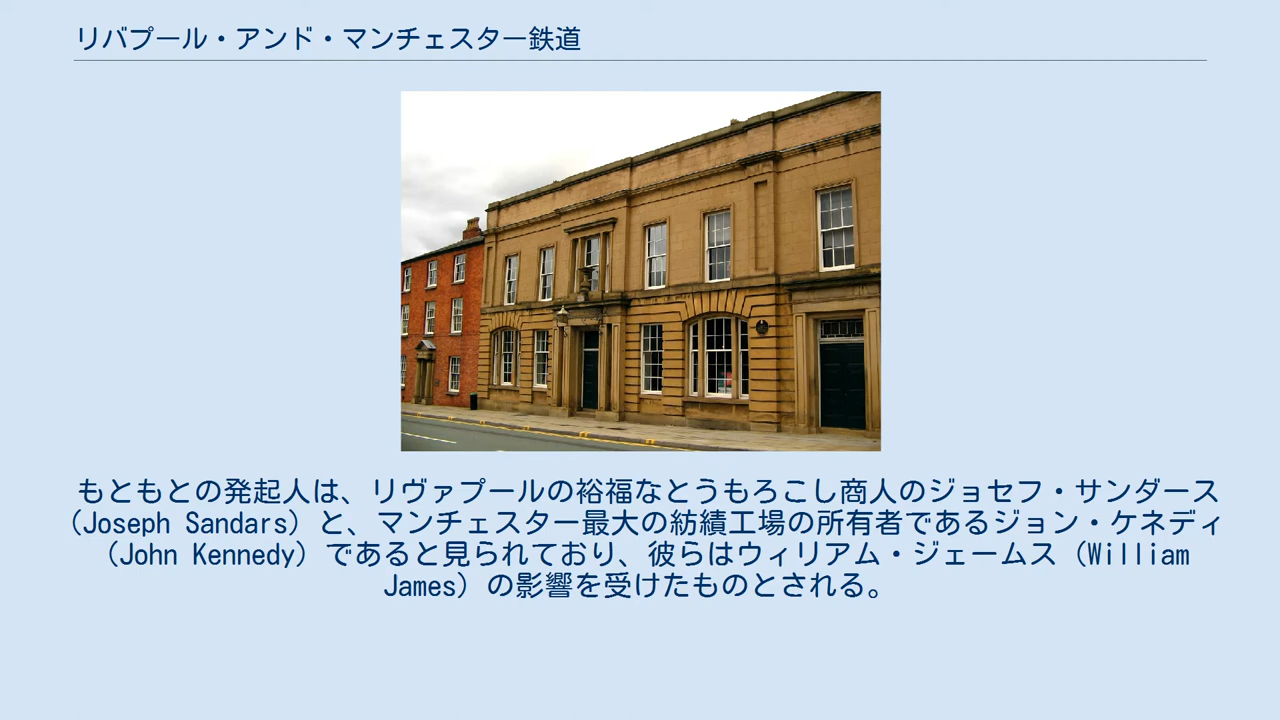 リバプール・アンド・マンチェスター鉄道
もともとの発起人は、リヴァプールの裕福なとうもろこし商人のジョセフ・サンダース
（Joseph Sandars）と、マンチェスター最大の紡績工場の所有者であるジョン・ケネディ
（John Kennedy）であると見られており、彼らはウィリアム・ジェームス（William
James）の影響を受けたものとされる。